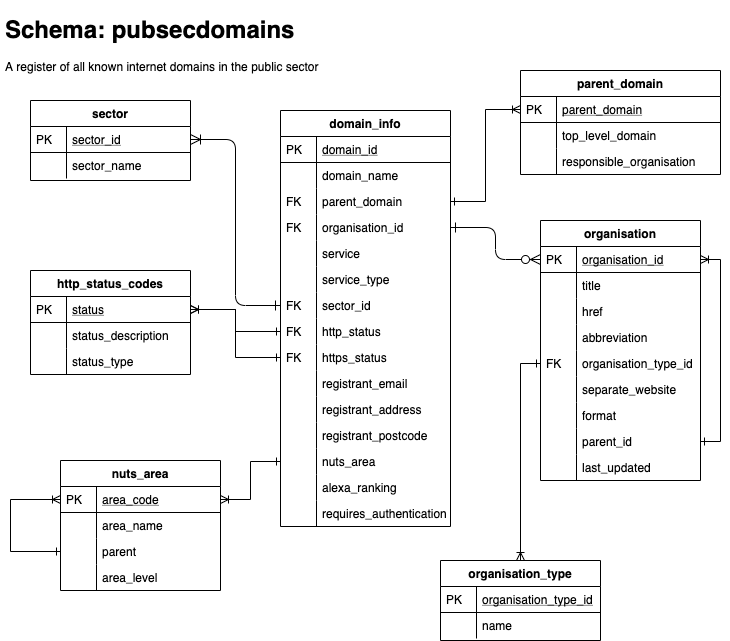 Schema: pubsecdomains
A register of all known internet domains in the public sector
sector
PK sector_id
sector_name
http_status_codes
PK status
status_description
status_type
nuts_area
PK area_code
area_name
parent
area_level
domain_info
PK domain_id
domain_name
FK parent_domain
FK organisation_id
service
service_type
FK sector_id
FK http_status
FK https_status
registrant_email
registrant_address
registrant_postcode
nuts_area
alexa_ranking
requires_authentication
parent_domain
PK parent_domain
top_level_domain
responsible_organisation
organisation
PK organisation_id
title
href
abbreviation
FK organisation_type_id
separate_website
format
parent_id
last_updated
organisation_type
PK organisation_type_id
name